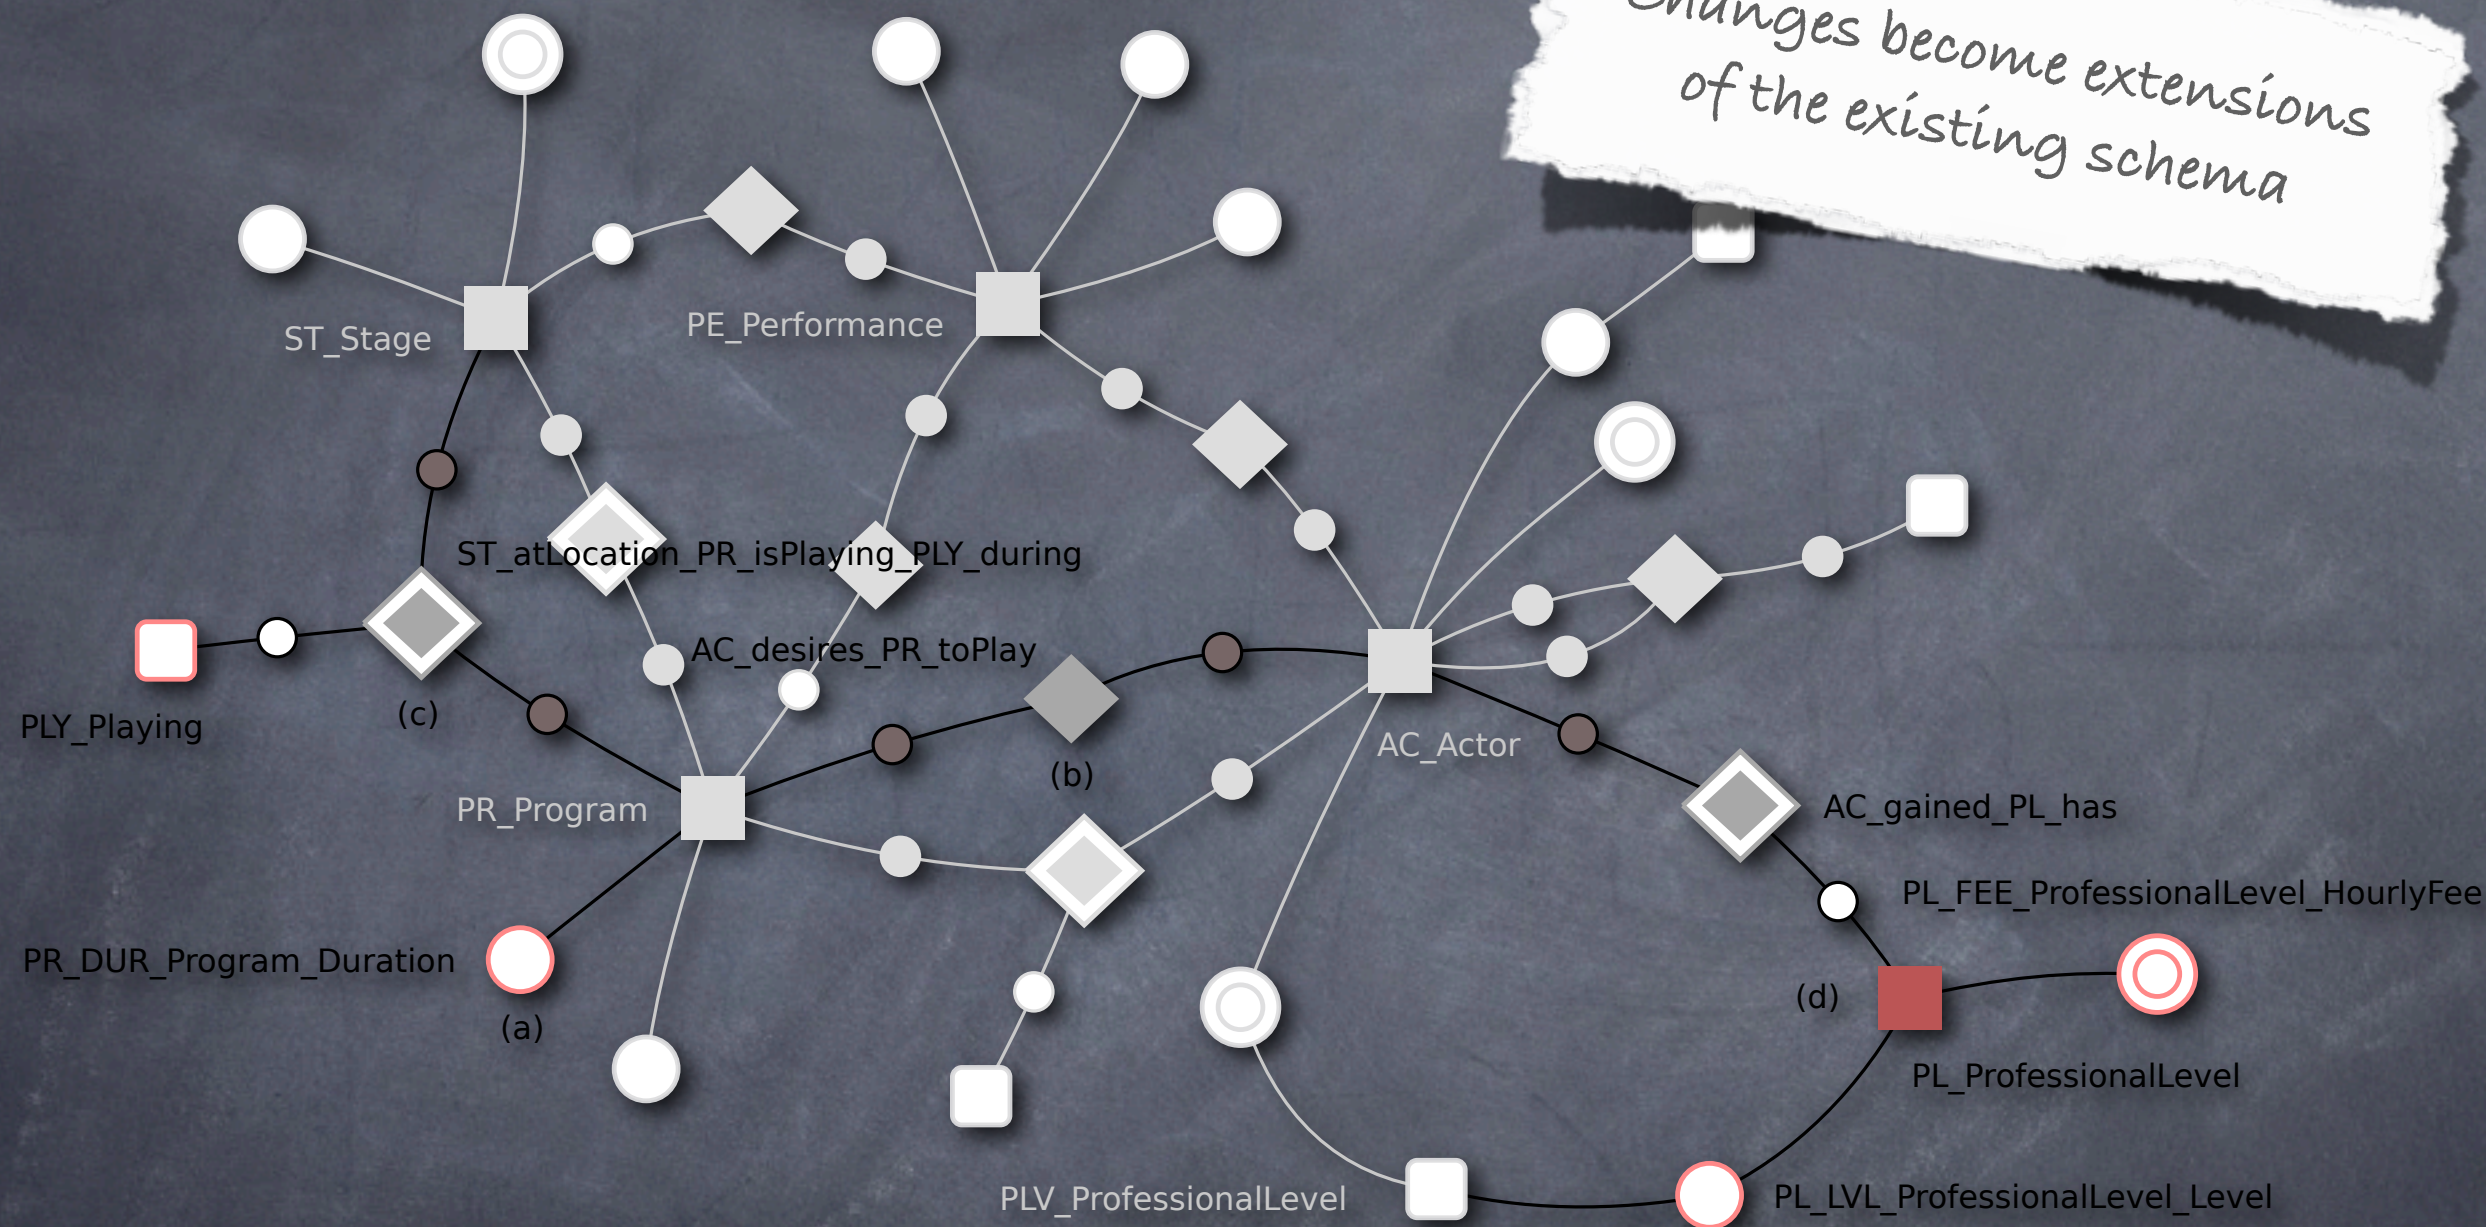 Changes become extensions
of the existing schema
ST_Stage
PE_Performance
ST_atLocation_PR_isPlaying_PLY_during
AC_desires_PR_toPlay
PLY_Playing
(c)
(b)
AC_Actor
PR_Program
AC_gained_PL_has
PL_FEE_ProfessionalLevel_HourlyFee
PR_DUR_Program_Duration
(a)
(d)
PL_ProfessionalLevel
PLV_ProfessionalLevel
PL_LVL_ProfessionalLevel_Level